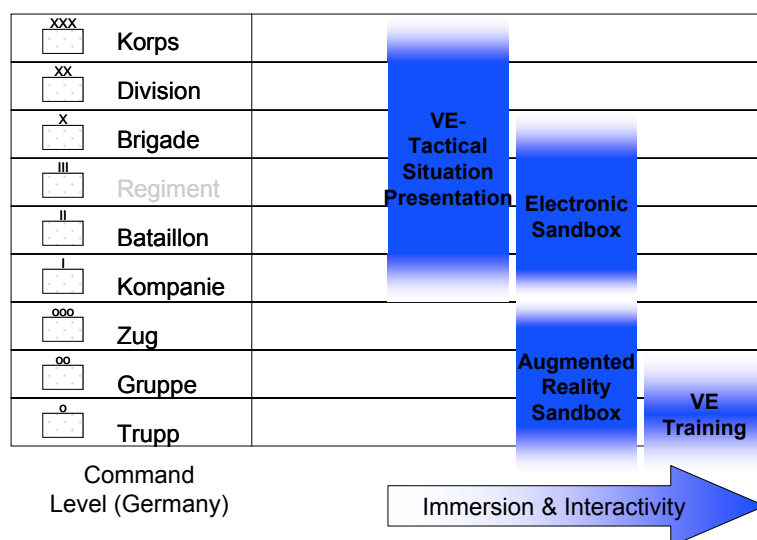 XXX
Korps
XX
Division
X
Brigade
III
Regiment
II
Bataillon
I
Kompanie
ooo
Zug
oo
Gruppe
o
Trupp
VE-
Tactical
Situation
Presentation
Electronic
Sandbox
Augmented
Reality
Sandbox
VE
Training
Command
Level (Germany)
Immersion & Interactivity